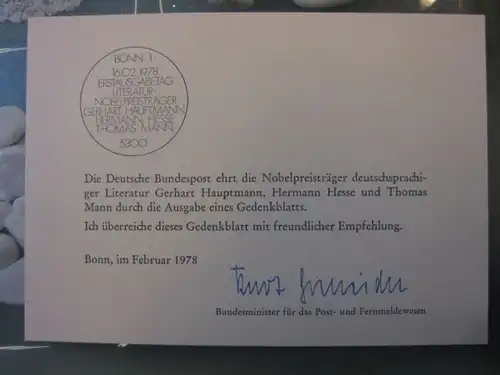 BONN 1
16.02.1978
ERSTAUSGABETAG
LITERATUR-
NOBELPREISTRÄGER
GERHART HAUPTMANN
HERMANN HESSE
THOMAS MANN
5300
Die Deutsche Bundespost ehrt die Nobelpreisträger deutschsprachi-
ger Literatur Gerhart Hauptmann, Hermann Hesse und Thomas
Mann durch die Ausgabe eines Gedenkblatts.
Ich überreiche dieses Gedenkblatt mit freundlicher Empfehlung.
Bonn, im Februar 1978
Kurt Gscheidle
Bundesminister für das Post- und Fernmeldewesen